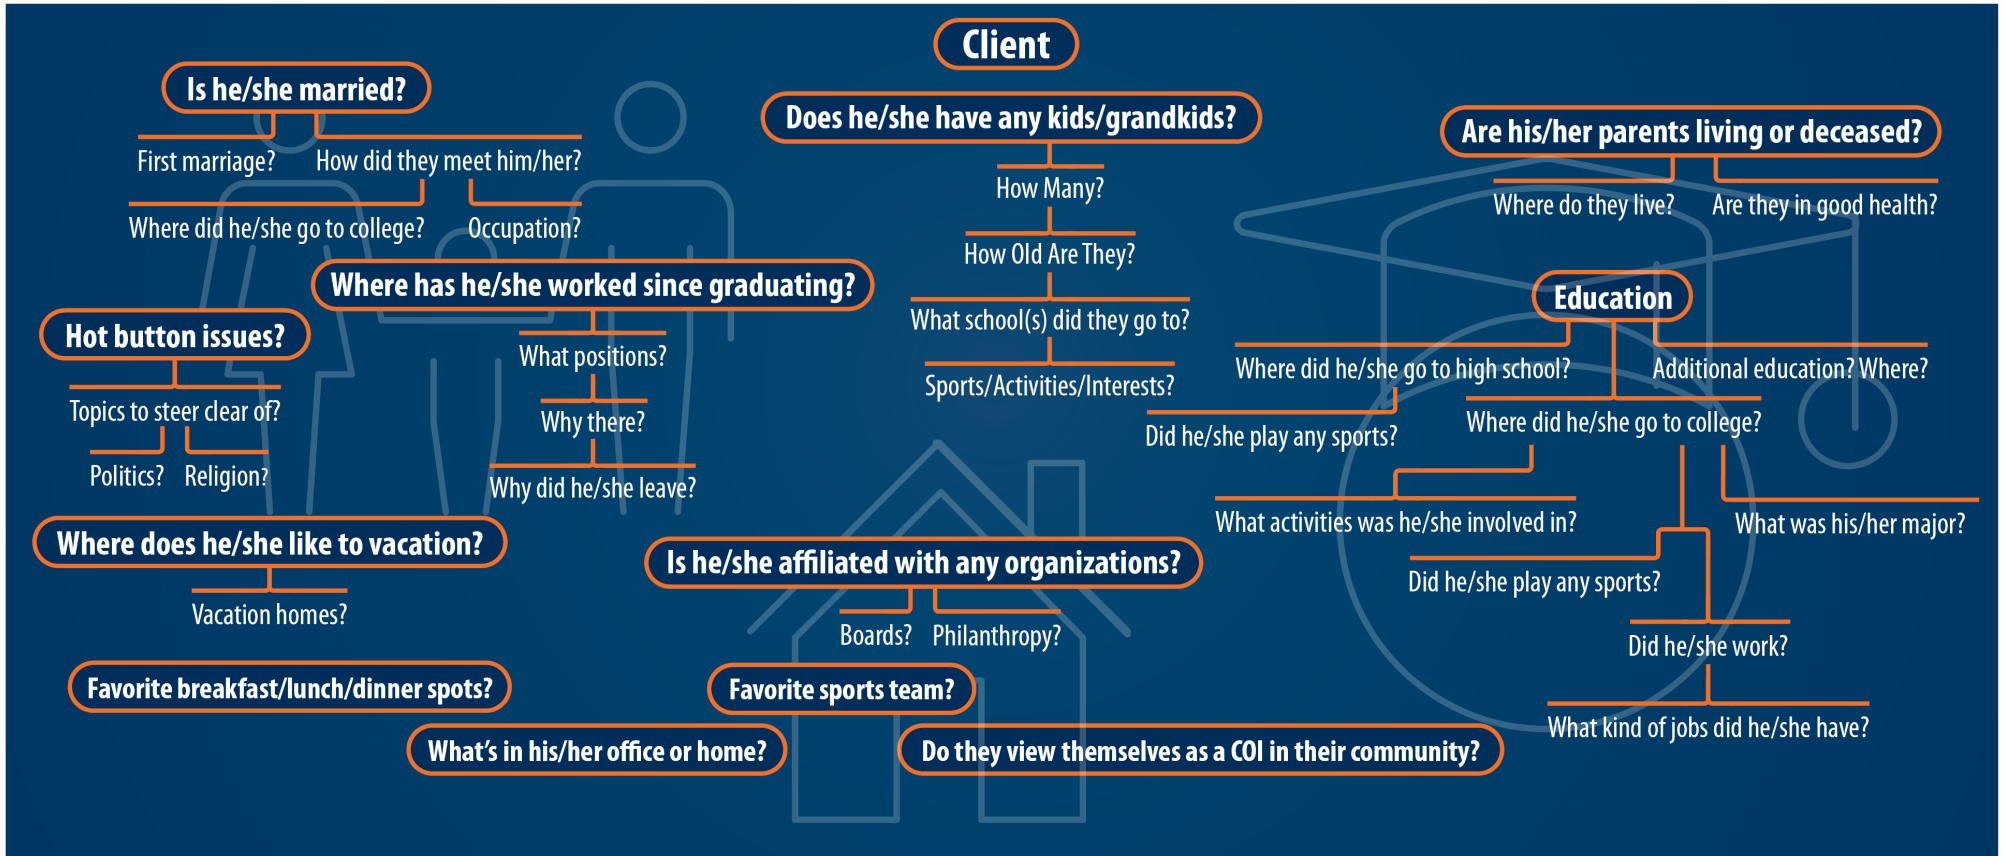 Client
Is he/she married?
First marriage?
How did they meet him/her?
Where did he/she go to college?
Occupation?
Does he/she have any kids/grandkids?
How Many?
How Old Are They?
What school(s) did they go to?
Sports/Activities/Interests?
Are his/her parents living or deceased?
Where do they live?
Are they in good health?
Where has he/she worked since graduating?
What positions?
Why there?
Why did he/she leave?
Hot button issues?
Topics to steer clear of?
Politics?
Religion?
Education
Where did he/she go to high school?
Additional education? Where?
Did he/she play any sports?
Where did he/she go to college?
What activities was he/she involved in?
What was his/her major?
Did he/she play any sports?
Did he/she work?
What kind of jobs did he/she have?
Where does he/she like to vacation?
Vacation homes?
Is he/she affiliated with any organizations?
Boards?
Philanthropy?
Favorite breakfast/lunch/dinner spots?
Favorite sports team?
What’s in his/her office or home?
Do they view themselves as a COI in their community?